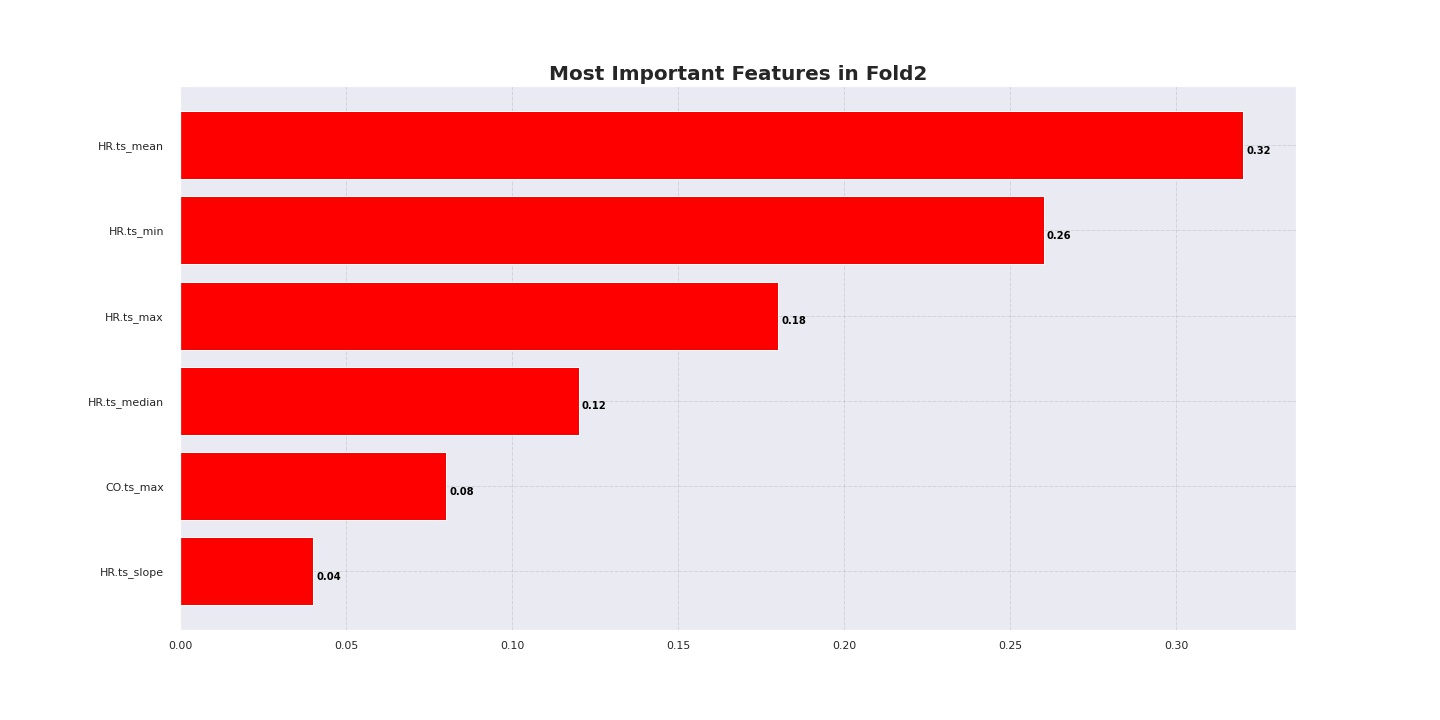 Most Important Features in Fold2
HR.ts_mean
0.32
HR.ts_min
0.26
HR.ts_max
0.18
HR.ts_median
0.12
CO.ts_max
0.08
HR.ts_slope
0.04
0.00 0.05 0.10 0.15 0.20 0.25 0.30